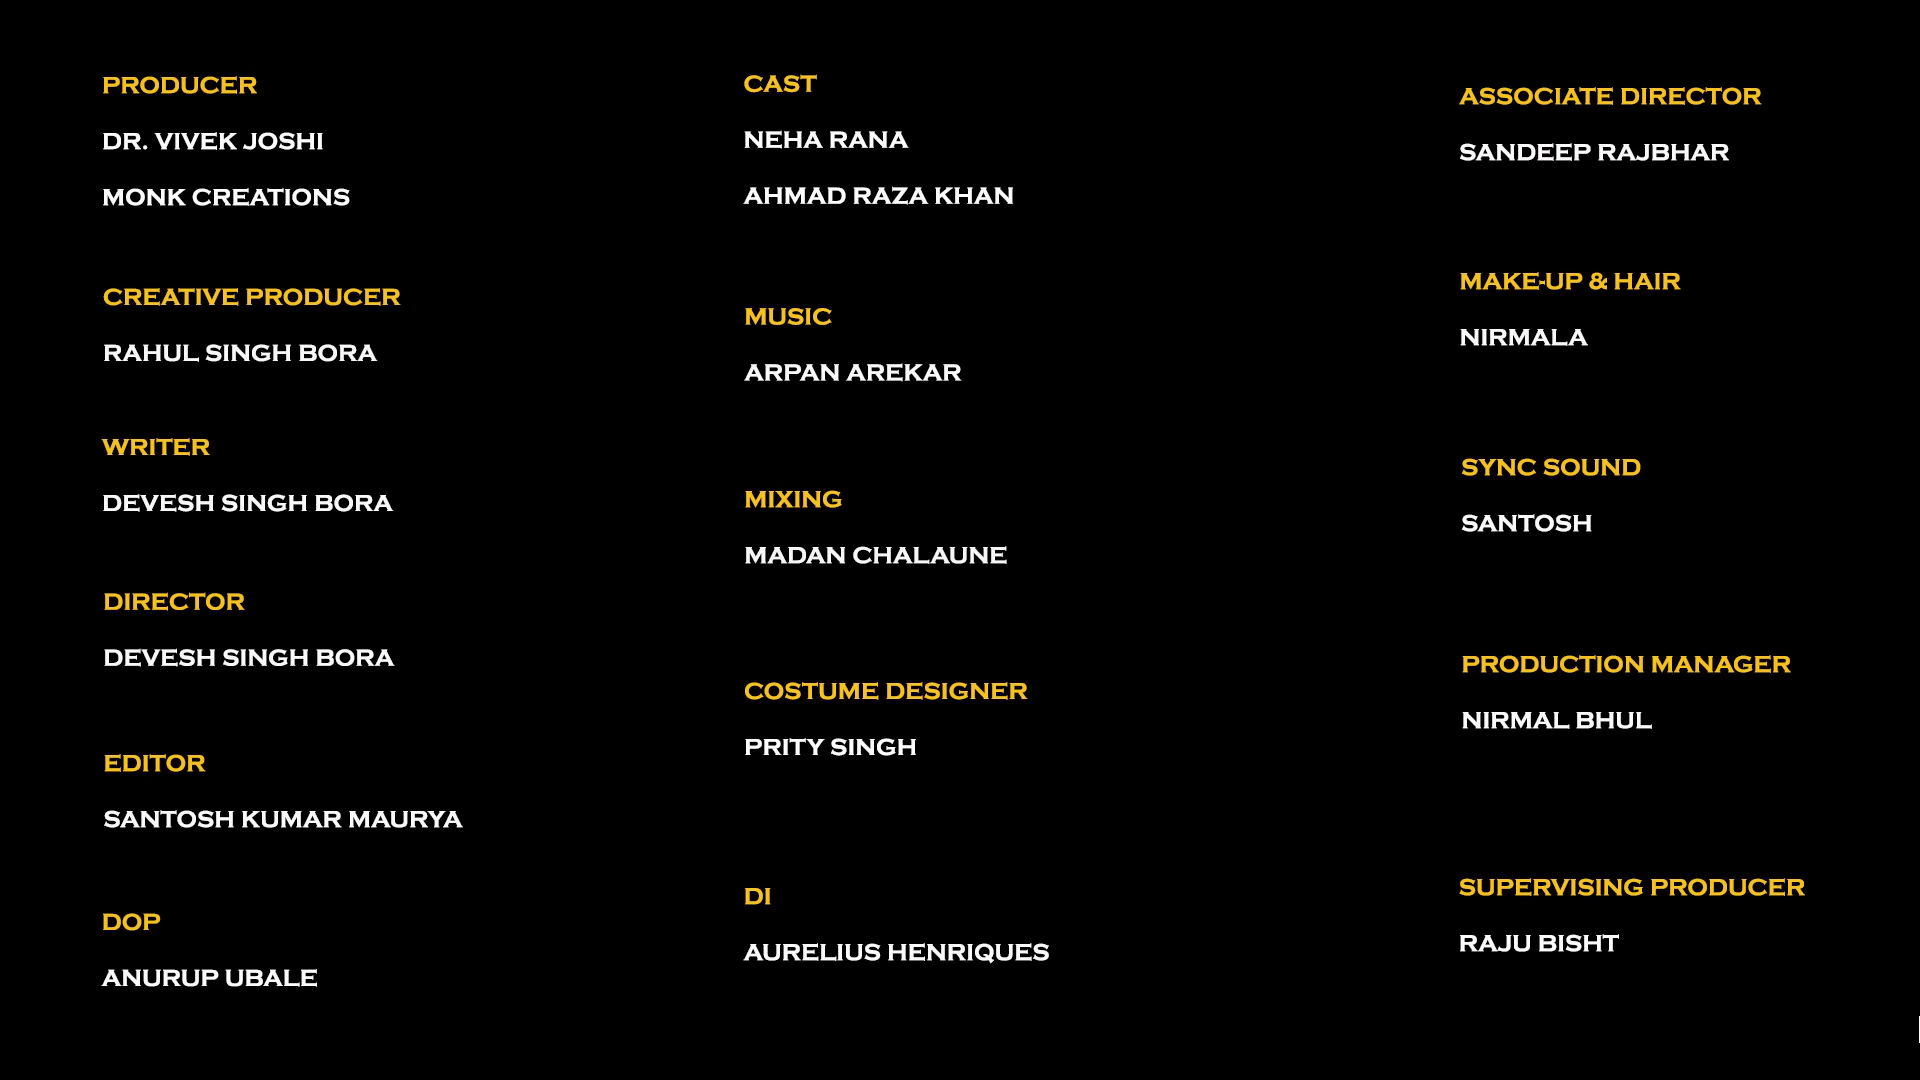 PRODUCER
DR. VIVEK JOSHI
MONK CREATIONS
CREATIVE PRODUCER
RAHUL SINGH BORA
WRITER
DEVESH SINGH BORA
DIRECTOR
DEVESH SINGH BORA
EDITOR
SANTOSH KUMAR MAURYA
DOP
ANURUP UBALE
CAST
NEHA RANA
AHMAD RAZA KHAN
MUSIC
ARPAN AREKAR
MIXING
MADAN CHALAUNE
COSTUME DESIGNER
PRITY SINGH
DI
AURELIUS HENRIQUES
ASSOCIATE DIRECTOR
SANDEEP RAJBHAR
MAKE-UP & HAIR
NIRMALA
SYNC SOUND
SANTOSH
PRODUCTION MANAGER
NIRMAL BHUL
SUPERVISING PRODUCER
RAJU BISHT